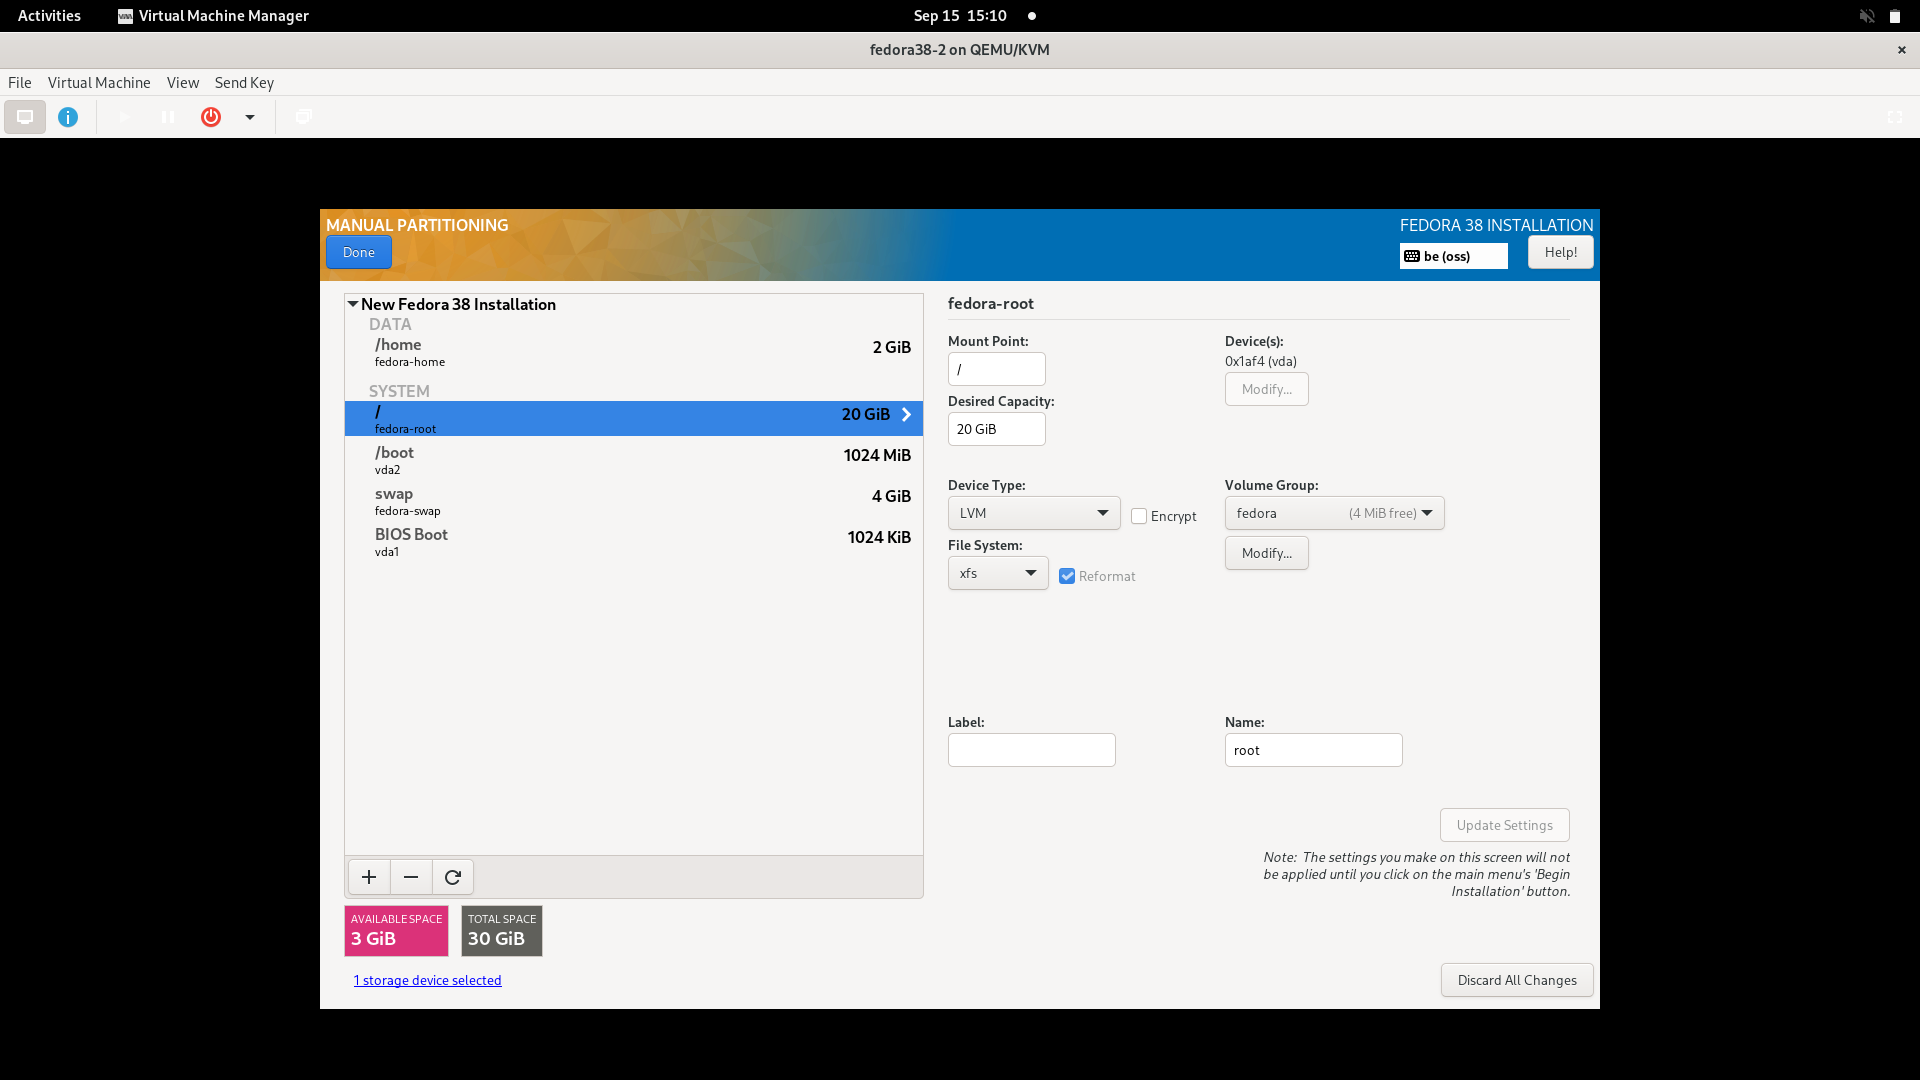 Activities
Virtual Machine Manager
Sep 15 15:10
fedora38-2 on QEMU/KVM
File Virtual Machine View Send Key
MANUAL PARTITIONING
Done
FEDORA 38 INSTALLATION
be (oss)
Help!
New Fedora 38 Installation
DATA
/home
2 GiB
fedora-home
SYSTEM
/
20 GiB
fedora-root
/boot
1024 MiB
vda2
swap
4 GiB
fedora-swap
BIOS Boot
1024 KiB
vda1
AVAILABLE SPACE
3 GiB
TOTAL SPACE
30 GiB
1 storage device selected
fedora-root
Mount Point:
/
Desired Capacity:
20 GiB
Device(s):
0x1af4 (vda)
Modify...
Device Type:
LVM
Encrypt
Volume Group:
fedora (4 MiB free)
Modify...
File System:
xfs
Reformat
Label:
Name:
root
Update Settings
Note: The settings you make on this screen will not
be applied until you click on the main menu's 'Begin
Installation' button.
Discard All Changes